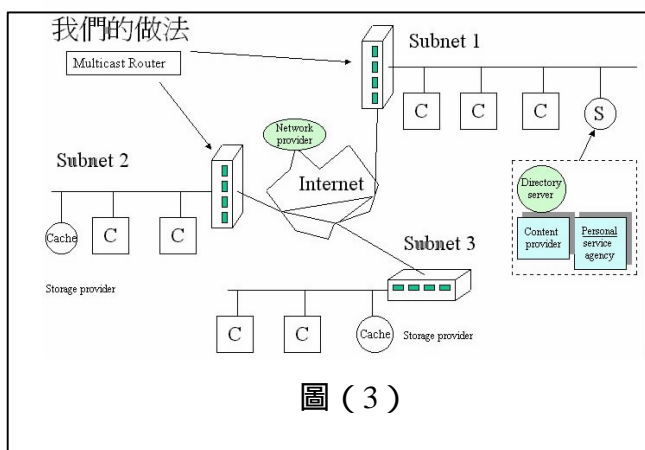 我們的做法
Multicast Router
Subnet 1
C
C
C
S
Network
provider
Internet
Directory
server
Content
provider
Personal
service
agency
Subnet 2
Cache
C
C
Storage provider
Subnet 3
C
C
Cache
Storage provider
圖(3)